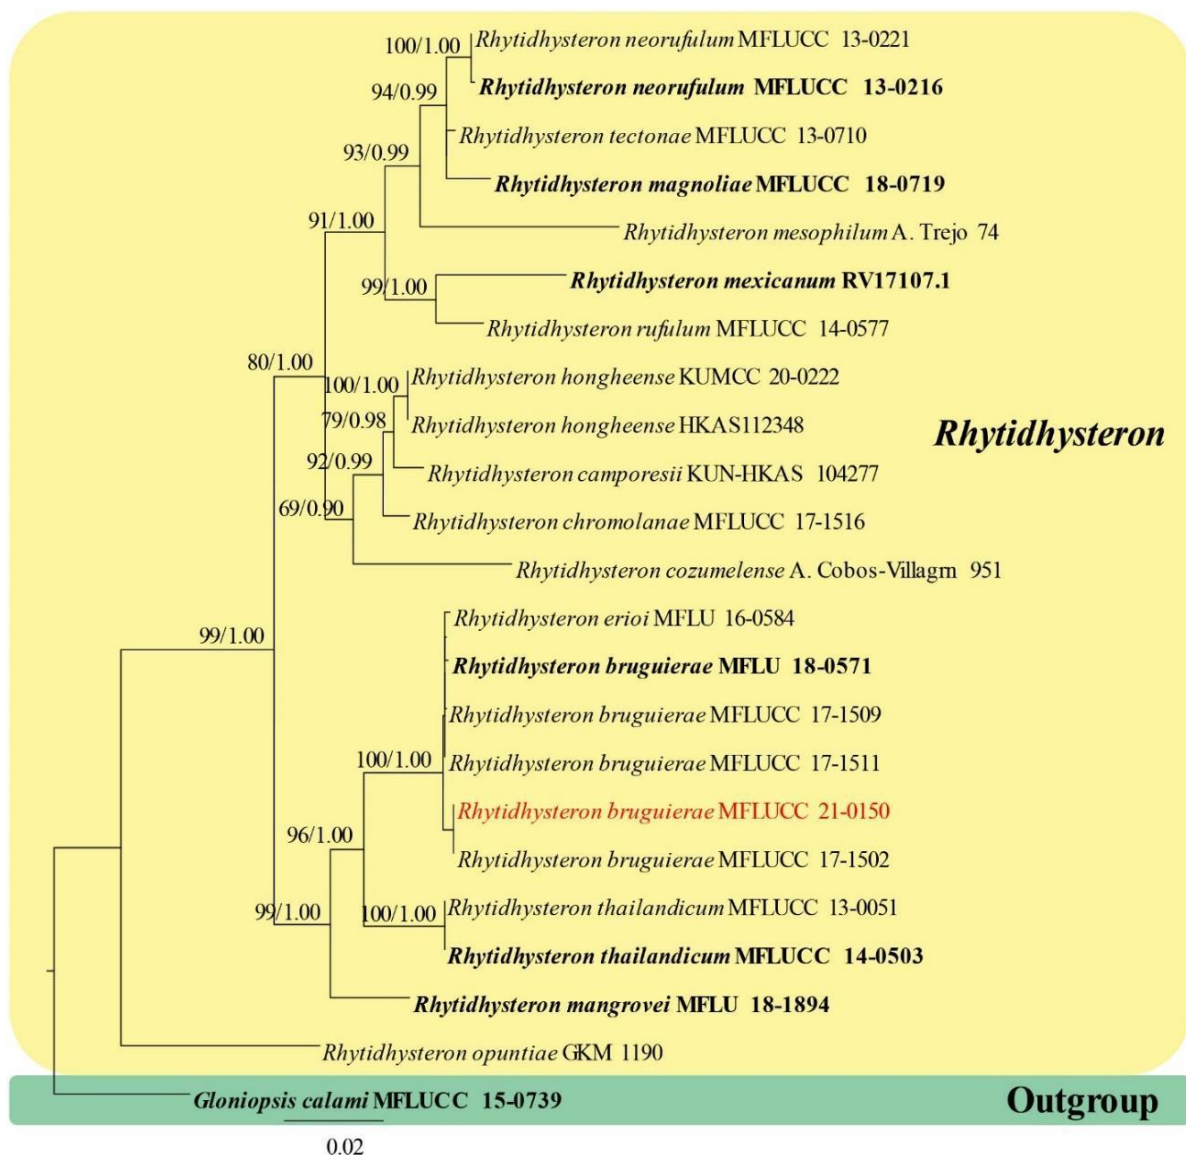 100/1.00
Rhytidhysteron neorufulum MFLUCC 13-0221
Rhytidhysteron neorufulum MFLUCC 13-0216
94/0.99
Rhytidhysteron tectonae MFLUCC 13-0710
93/0.99
Rhytidhysteron magnoliae MFLUCC 18-0719
91/1.00
Rhytidhysteron mesophilum A. Trejo 74
Rhytidhysteron mexicanum RV17107.1
99/1.00
Rhytidhysteron rufulum MFLUCC 14-0577
80/1.00
100/1.00
Rhytidhysteron hongheense KUMCC 20-0222
79/0.98
Rhytidhysteron hongheense HKAS112348
Rhytidhysteron
92/0.99
Rhytidhysteron camporesii KUN-HKAS 104277
69/0.90
Rhytidhysteron chromolanae MFLUCC 17-1516
Rhytidhysteron cozumelense A. Cobos-Villagrn 951
Rhytidhysteron erioi MFLU 16-0584
99/1.00
Rhytidhysteron bruguierae MFLU 18-0571
Rhytidhysteron bruguierae MFLUCC 17-1509
100/1.00
Rhytidhysteron bruguierae MFLUCC 17-1511
Rhytidhysteron bruguierae MFLUCC 21-0150
96/1.00
Rhytidhysteron bruguierae MFLUCC 17-1502
99/1.00
100/1.00
Rhytidhysteron thailandicum MFLUCC 13-0051
Rhytidhysteron thailandicum MFLUCC 14-0503
Rhytidhysteron mangrovei MFLU 18-1894
Rhytidhysteron opuntiae GKM 1190
Gloniopsis calami MFLUCC 15-0739
Outgroup
0.02